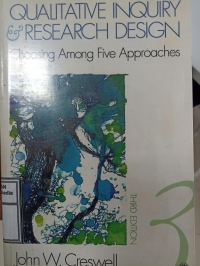 QUALITATIVE INQUIRY
& RESEARCH DESIGN
Choosing Among Five Approaches
THIRD EDITION
3
John W. Creswell